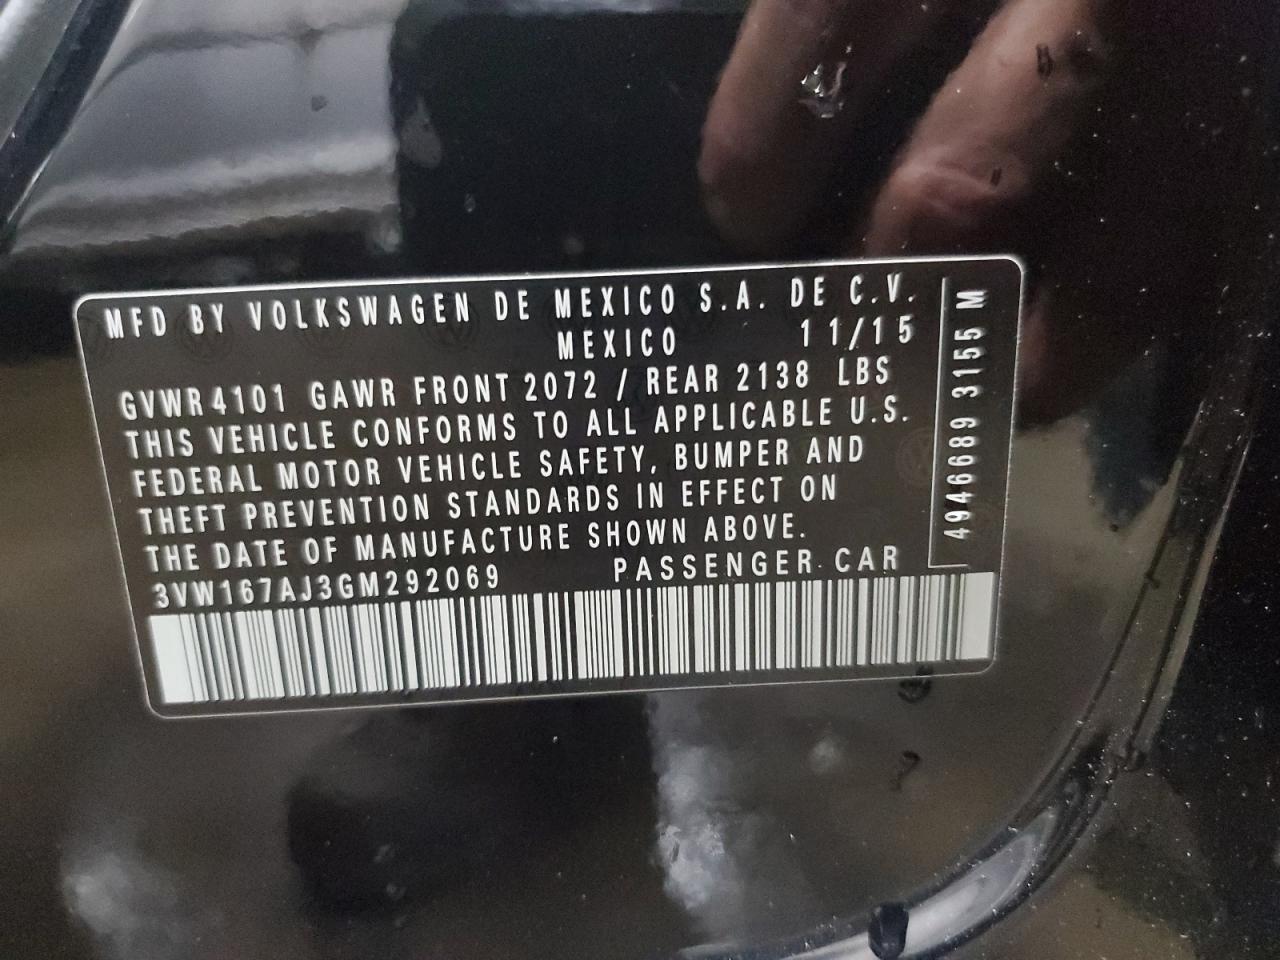 MFD BY VOLKSWAGEN DE MEXICO S.A. DE C.V.
MEXICO 11/15
GVWR 4101 GAWR FRONT 2072 / REAR 2138 LBS
THIS VEHICLE CONFORMS TO ALL APPLICABLE U.S.
FEDERAL MOTOR VEHICLE SAFETY, BUMPER AND
THEFT PREVENTION STANDARDS IN EFFECT ON
THE DATE OF MANUFACTURE SHOWN ABOVE.
3VW167AJ3GM292069 PASSENGER CAR
4946689 3155 M